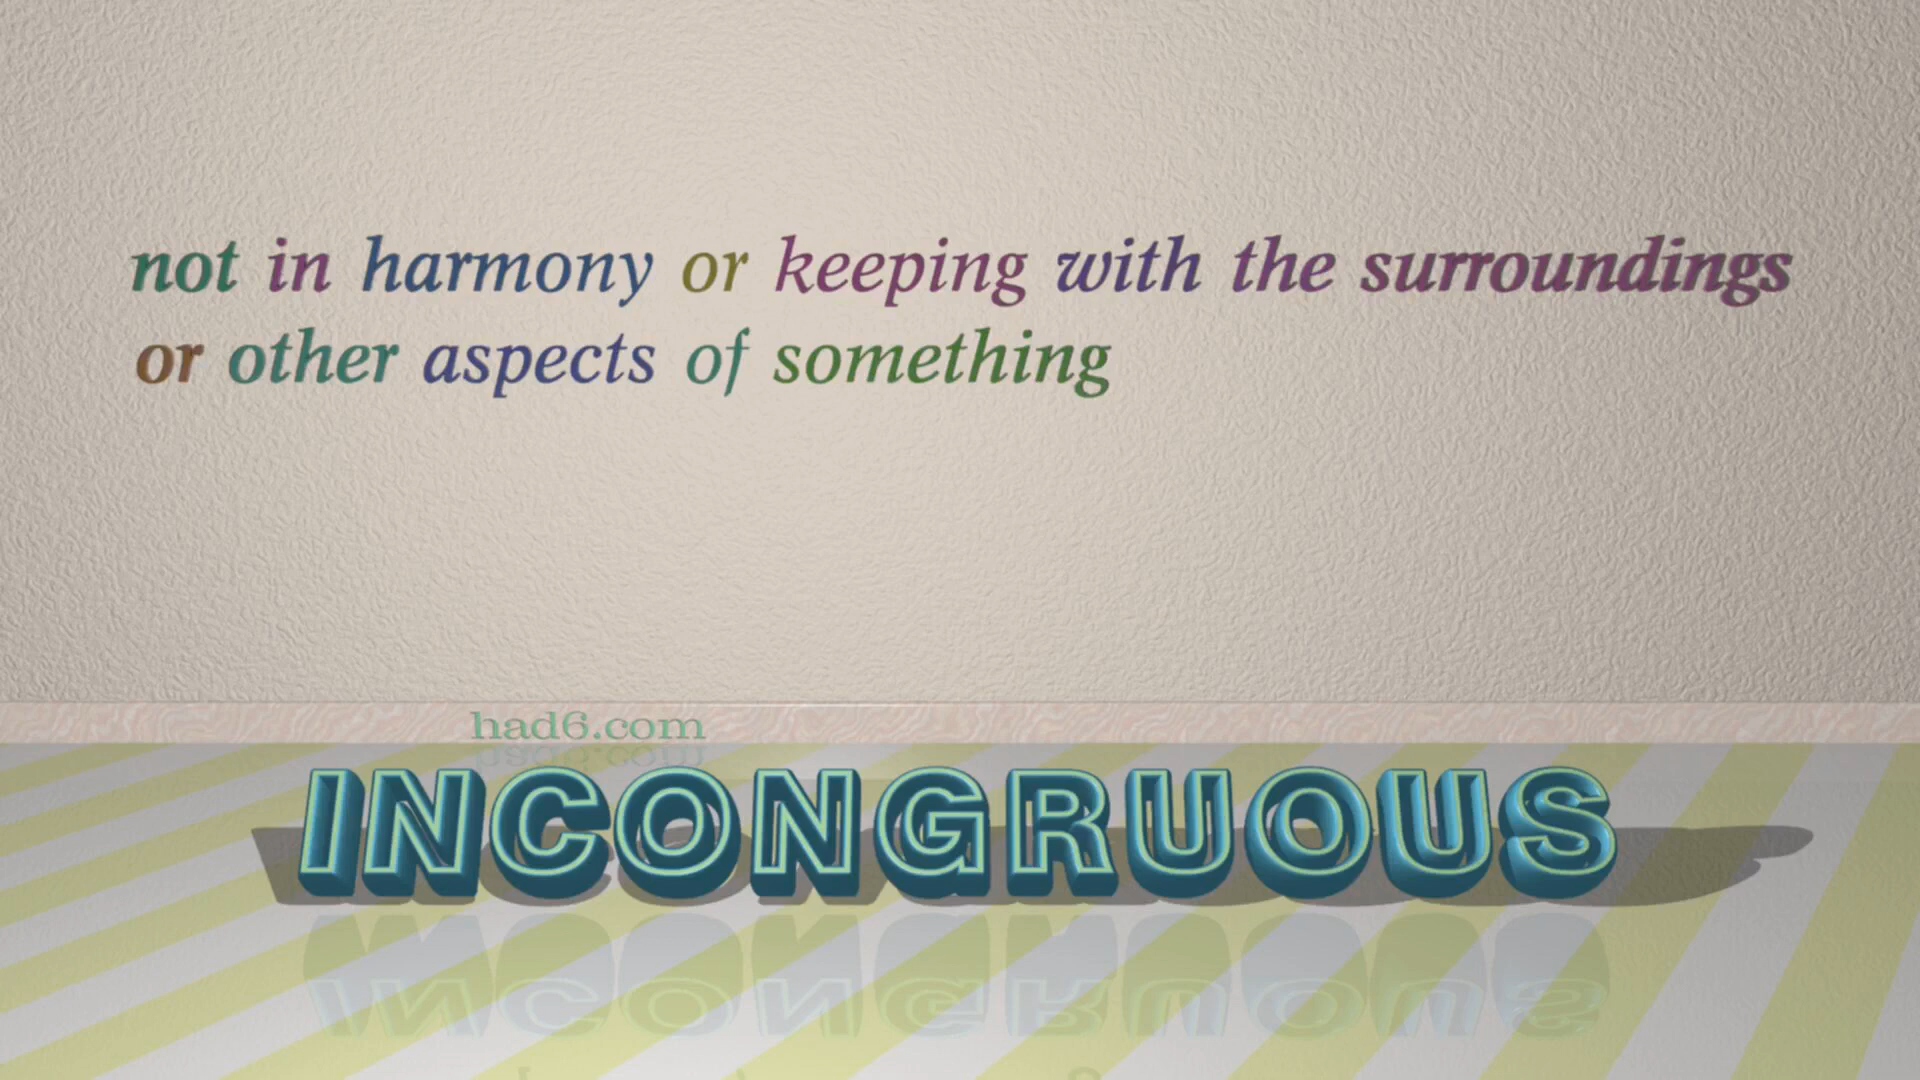 not in harmony or keeping with the surroundings
or other aspects of something
had6.com
INCONGRUOUS